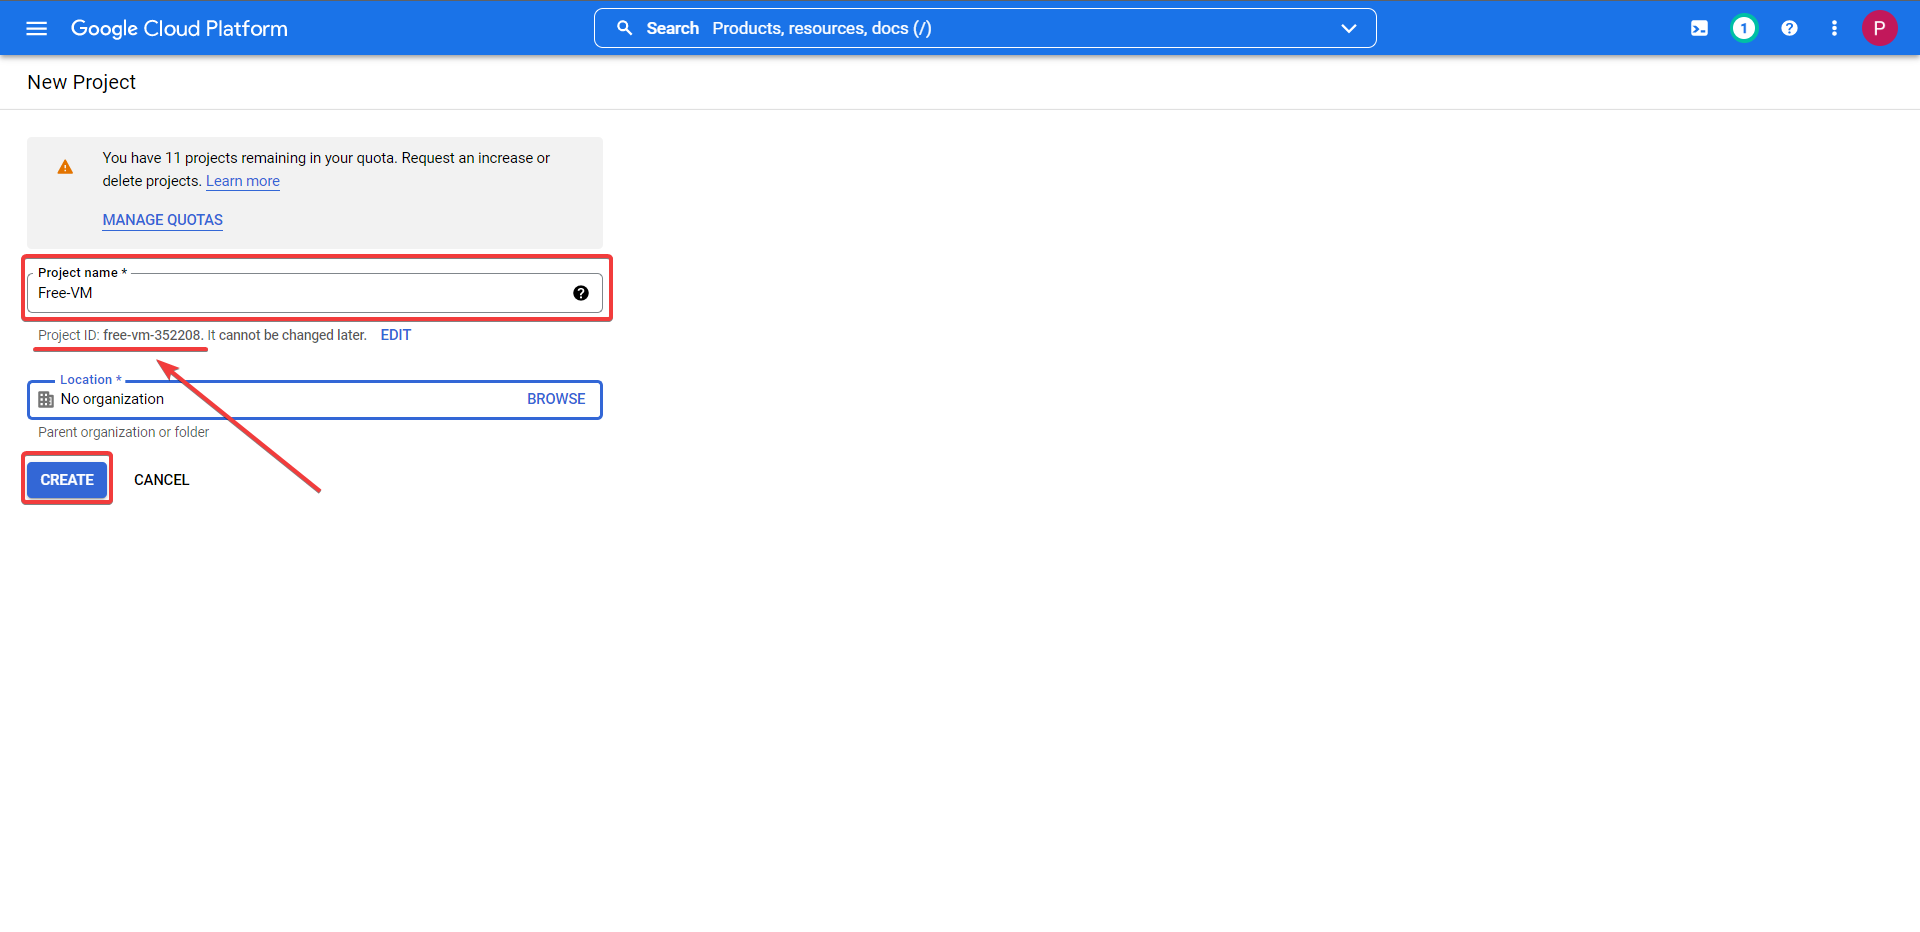 Google Cloud Platform
Search Products, resources, docs (/)
1
P
New Project
You have 11 projects remaining in your quota. Request an increase or
delete projects. Learn more
MANAGE QUOTAS
Project name *
Free-VM
Project ID: free-vm-352208. It cannot be changed later. EDIT
Location *
No organization BROWSE
Parent organization or folder
CREATE CANCEL